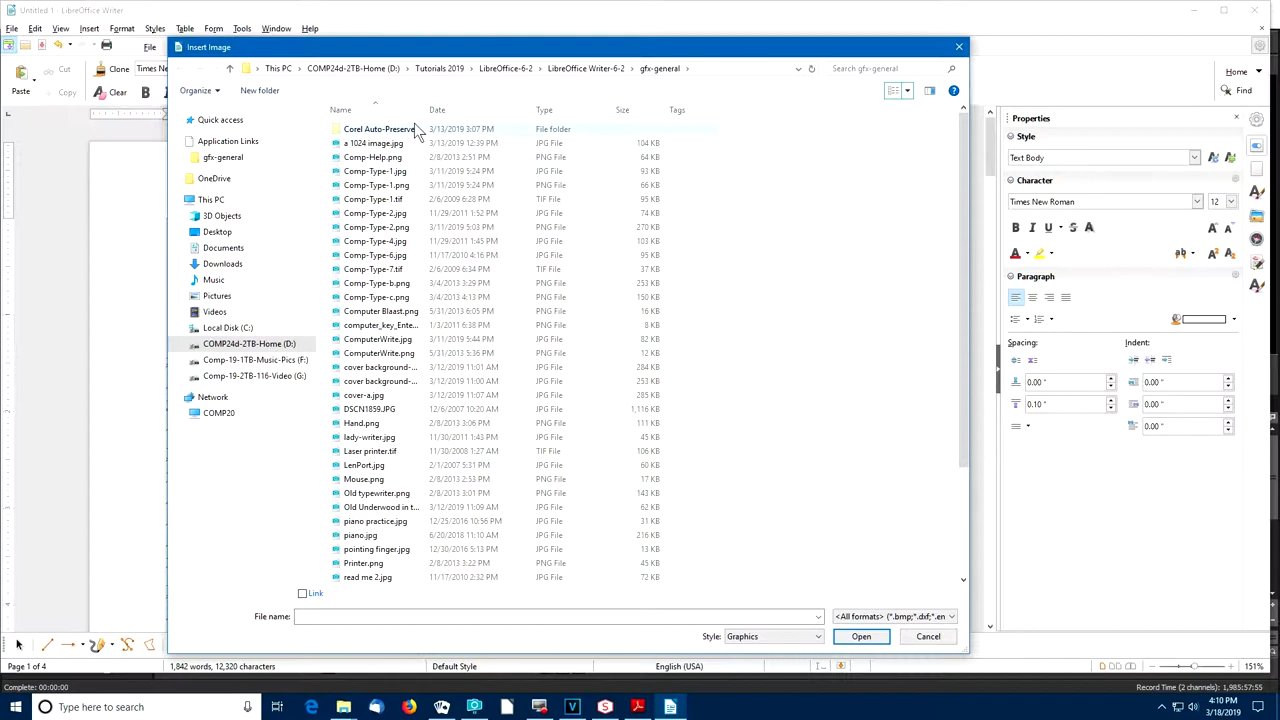 Untitled 1 - LibreOffice Writer
File Edit View Insert Format Styles Table Form Tools Window Help
Insert Image
File
Paste Cut Copy Clone Clear Times Ne
B
This PC > COMP24d-2TB-Home (D:) > Tutorials 2019 > LibreOffice-6-2 > LibreOffice Writer-6-2 > gfx-general >
Search gfx-general
Organize New folder
Home
Find
Quick access
Application Links
gfx-general
OneDrive
This PC
3D Objects
Desktop
Documents
Downloads
Music
Pictures
Videos
Local Disk (C:)
COMP24d-2TB-Home (D:)
Comp-19-1TB-Music-Pics (F:)
Comp-19-2TB-116-Video (G:)
Network
COMP20
Name Date Type Size Tags
Corel Auto-Preserve 3/13/2019 3:07 PM File folder
a 1024 image.jpg 3/13/2019 12:39 PM JPG File 104 KB
Comp-Help.png 2/8/2013 2:51 PM PNG File 64 KB
Comp-Type-1.jpg 3/11/2019 5:24 PM JPG File 93 KB
Comp-Type-1.png 3/11/2019 5:24 PM PNG File 66 KB
Comp-Type-1.tif 2/6/2009 6:28 PM TIF File 95 KB
Comp-Type-2.jpg 11/29/2011 1:52 PM JPG File 74 KB
Comp-Type-2.png 3/11/2019 5:03 PM PNG File 270 KB
Comp-Type-4.jpg 11/29/2011 1:45 PM JPG File 103 KB
Comp-Type-6.jpg 11/17/2010 4:16 PM JPG File 95 KB
Comp-Type-7.tif 2/6/2009 6:34 PM TIF File 37 KB
Comp-Type-b.png 3/4/2013 3:29 PM PNG File 253 KB
Comp-Type-c.png 3/4/2013 4:13 PM PNG File 150 KB
Computer Blaast.png 5/31/2013 6:05 PM PNG File 16 KB
computer_key_Ente... 1/3/2011 6:38 PM PNG File 8 KB
ComputerWrite.jpg 3/11/2019 5:44 PM JPG File 82 KB
ComputerWrite.png 5/31/2013 5:36 PM PNG File 12 KB
cover background-... 3/12/2019 11:01 AM JPG File 284 KB
cover background-... 3/12/2019 11:00 AM JPG File 253 KB
cover-a.jpg 3/12/2019 11:01 AM JPG File 285 KB
DSCN1859.JPG 12/6/2007 10:20 AM JPG File 1,116 KB
Hand.png 2/8/2013 3:06 PM PNG File 111 KB
lady-writer.jpg 11/30/2011 1:43 PM JPG File 45 KB
Laser printer.tif 11/30/2008 1:27 AM TIF File 106 KB
LenPort.jpg 2/1/2007 5:31 PM JPG File 60 KB
Mouse.png 2/8/2013 2:53 PM PNG File 17 KB
Old typewriter.png 2/8/2013 3:01 PM PNG File 143 KB
Old Underwood in t... 3/12/2019 11:09 AM JPG File 62 KB
piano practice.jpg 12/25/2016 10:56 PM JPG File 31 KB
piano.jpg 6/20/2018 11:10 AM JPG File 216 KB
pointing finger.jpg 12/30/2016 5:13 PM JPG File 13 KB
Printer.png 2/8/2013 3:22 PM PNG File 45 KB
read me 2.jpg 11/17/2010 2:32 PM JPG File 72 KB
Link
File name: <All formats> (*.bmp;*.dxf;*.en
Style: Graphics Open Cancel
Properties
Style
Text Body
Character
Times New Roman 12
B I U S A
Paragraph
Spacing: Indent:
0.00 " 0.00 "
0.10 " 0.00 "
0.00 "
Page 1 of 4 1,842 words, 12,320 characters Default Style English (USA) 151%
Complete: 00:00:00 Record Time (2 channels): 1985:57:55
Type here to search
4:10 PM
3/18/2019